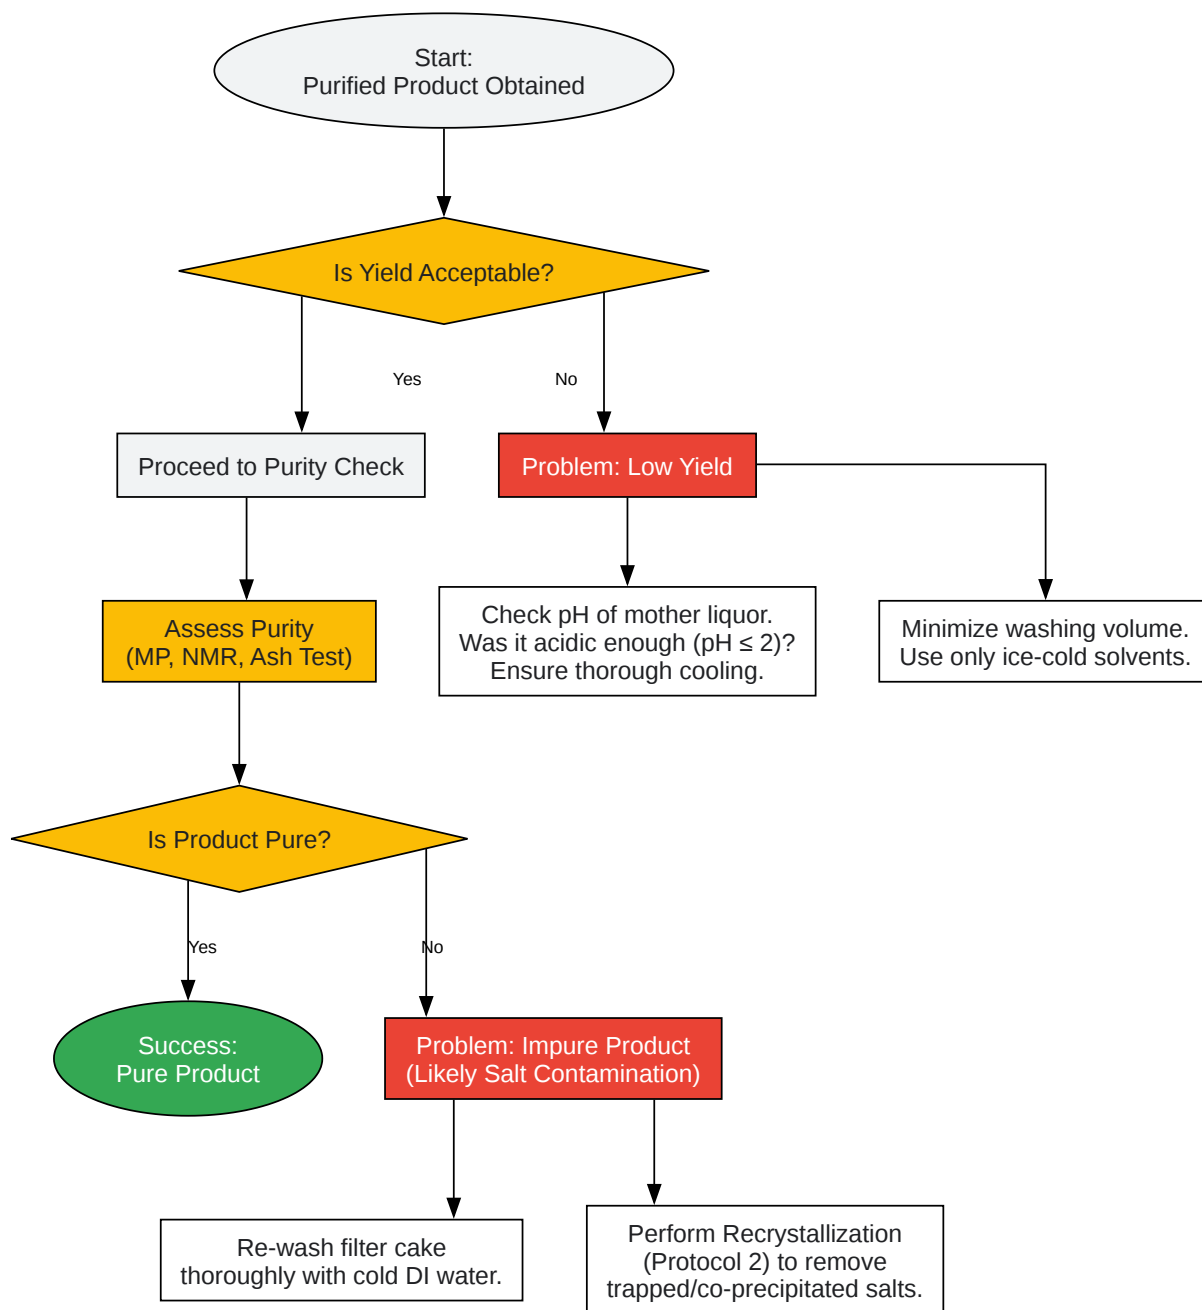 Start:
Purified Product Obtained
Is Yield Acceptable?
Yes
No
Proceed to Purity Check
Problem: Low Yield
Assess Purity
(MP, NMR, Ash Test)
Check pH of mother liquor.
Was it acidic enough (pH ≤ 2)?
Ensure thorough cooling.
Minimize washing volume.
Use only ice-cold solvents.
Is Product Pure?
Yes
No
Success:
Pure Product
Problem: Impure Product
(Likely Salt Contamination)
Re-wash filter cake
thoroughly with cold DI water.
Perform Recrystallization
(Protocol 2) to remove
trapped/co-precipitated salts.